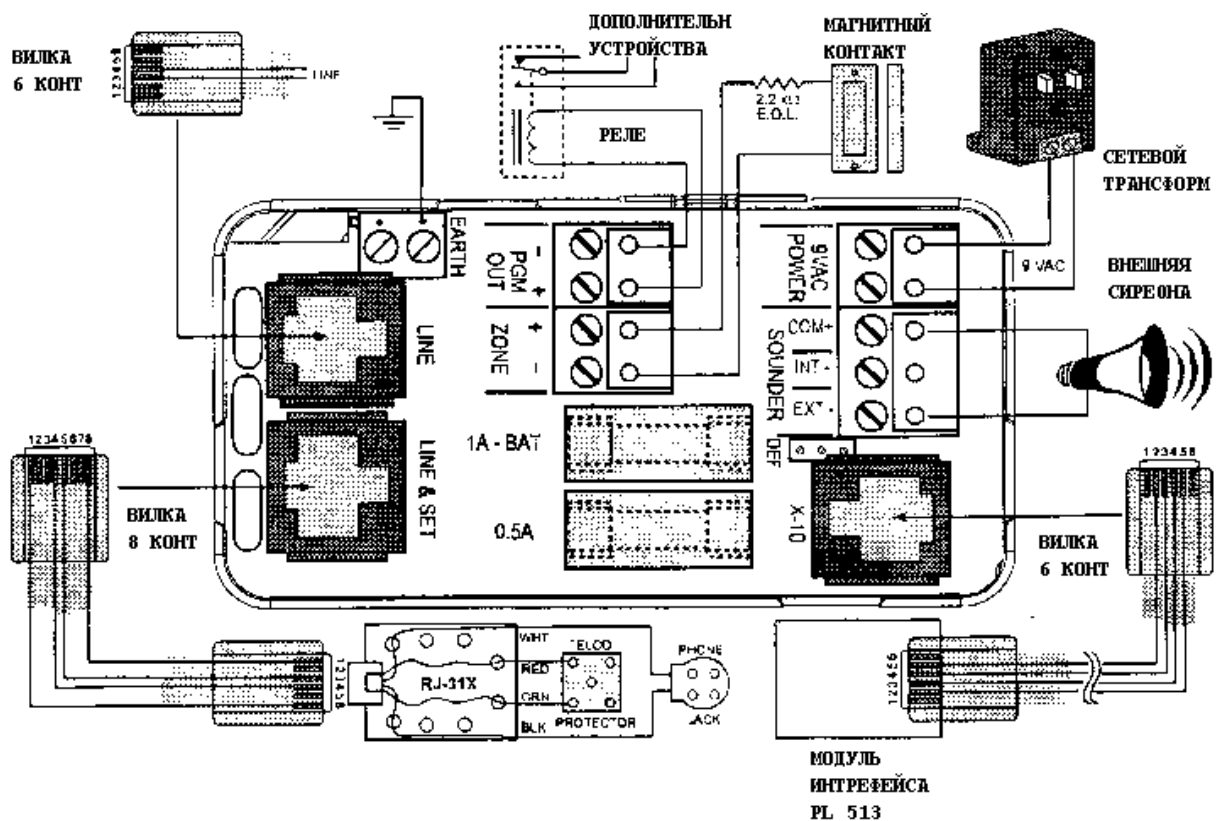 ДОПОЛНИТЕЛЬН
УСТРОЙСТВА
МАГНИТНЫЙ
КОНТАКТ
ВИЛКА
6 КОНТ
123456
LINE
2.2 kΩ
E.O.L.
РЕЛЕ
СЕТЕВОЙ
ТРАНСФОРМ
EARTH
- PGM OUT +
+ ZONE -
9VAC POWER
9 VAC
ВНЕШНЯЯ
СИРЕОНА
LINE
SOUNDER
COM+
INT -
EXT -
12345678
1A - BAT
DEF
123456
LINE & SET
ВИЛКА
8 КОНТ
0.5A
X-10
ВИЛКА
6 КОНТ
WHT
RED
GRN
BLK
RJ-31X
PROTECTOR
PHONE
JACK
123456
МОДУЛЬ
ИНТРЕФЕЙСА
PL 513